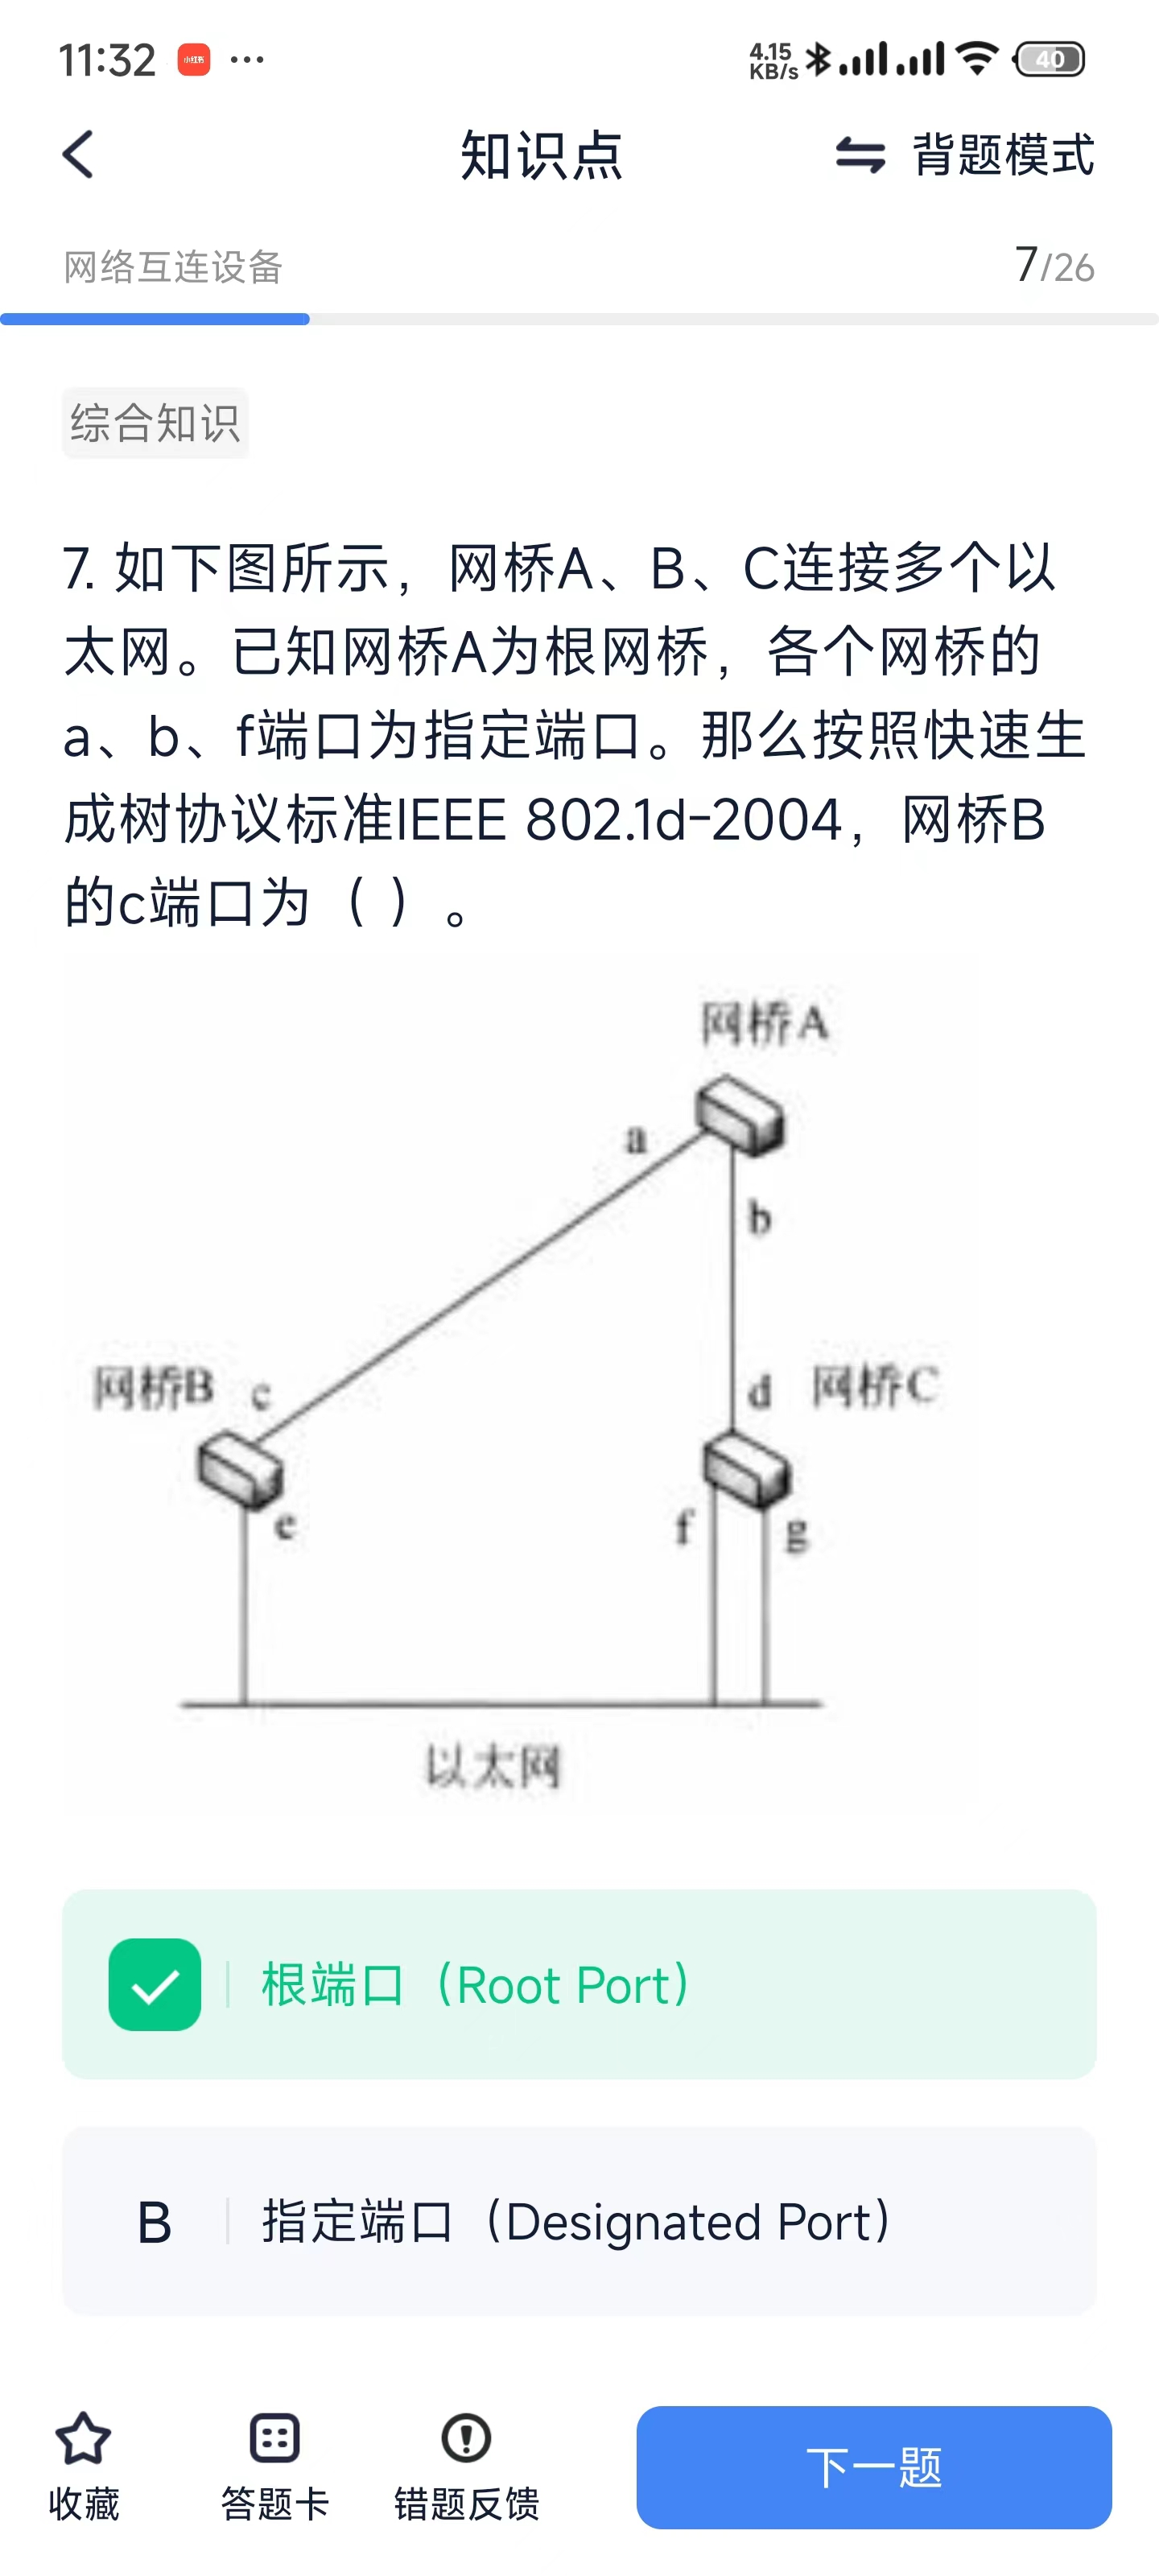 11:32 小红书 ... 4.15 KB/s 40
知识点 背题模式
网络互连设备 7/26
综合知识
7. 如下图所示，网桥A、B、C连接多个以
太网。已知网桥A为根网桥，各个网桥的
a、b、f端口为指定端口。那么按照快速生
成树协议标准IEEE 802.1d-2004，网桥B
的c端口为（ ）。
网桥A
a
b
网桥B c d 网桥C
e f g
以太网
根端口（Root Port）
B 指定端口（Designated Port）
收藏 答题卡 错题反馈 下一题